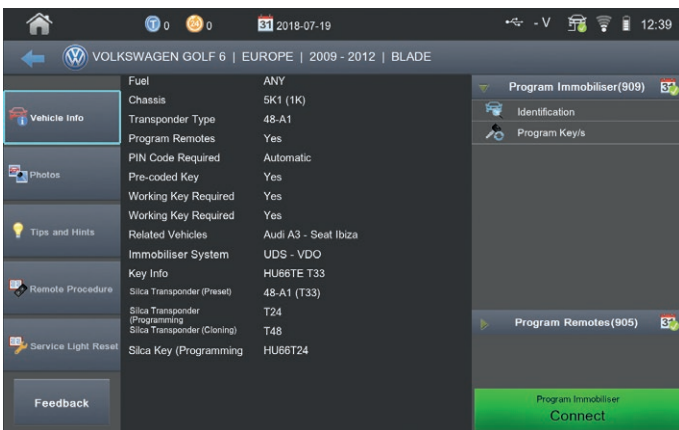 0 0 31 2018-07-19 - V 12:39
VOLKSWAGEN GOLF 6 | EUROPE | 2009 - 2012 | BLADE
Vehicle Info
Photos
Tips and Hints
Remote Procedure
Service Light Reset
Feedback
Fuel ANY
Chassis 5K1 (1K)
Transponder Type 48-A1
Program Remotes Yes
PIN Code Required Automatic
Pre-coded Key Yes
Working Key Required Yes
Working Key Required Yes
Related Vehicles Audi A3 - Seat Ibiza
Immobiliser System UDS - VDO
Key Info HU66TE T33
Silca Transponder (Preset) 48-A1 (T33)
Silca Transponder T24
(Programming
Silca Transponder (Cloning) T48
Silca Key (Programming HU66T24
Program Immobiliser(909) 31
Identification
Program Key/s
Program Remotes(905) 31
Program Immobiliser
Connect